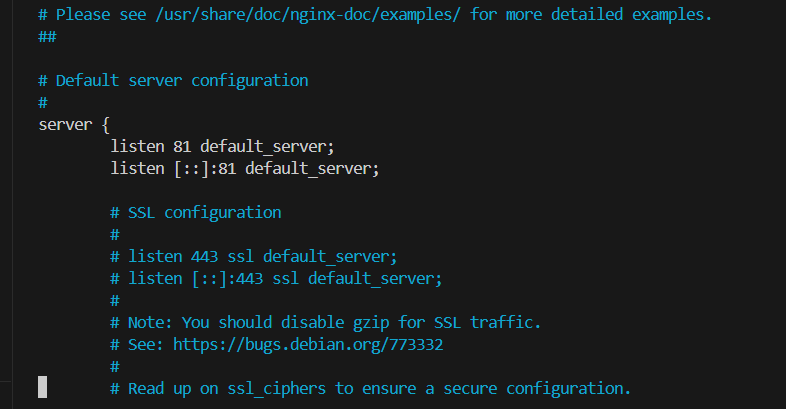 # Please see /usr/share/doc/nginx-doc/examples/ for more detailed examples.
##
# Default server configuration
#
server {
listen 81 default_server;
listen [::]:81 default_server;
# SSL configuration
#
# listen 443 ssl default_server;
# listen [::]:443 ssl default_server;
#
# Note: You should disable gzip for SSL traffic.
# See: https://bugs.debian.org/773332
#
# Read up on ssl_ciphers to ensure a secure configuration.